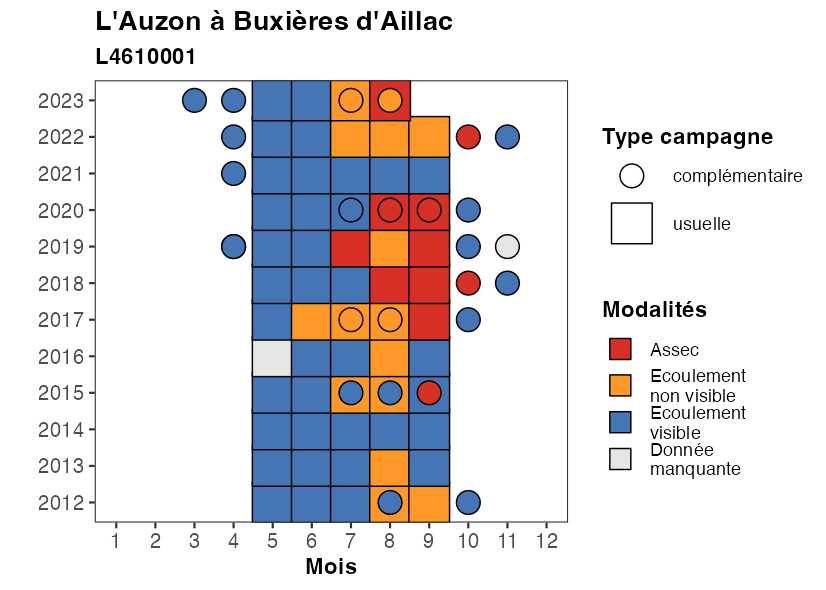 L'Auzon à Buxières d'Aillac
L4610001
2023
2022
2021
2020
2019
2018
2017
2016
2015
2014
2013
2012
1 2 3 4 5 6 7 8 9 10 11 12
Mois
Type campagne
complémentaire
usuelle
Modalités
Assec
Ecoulement
non visible
Ecoulement
visible
Donnée
manquante